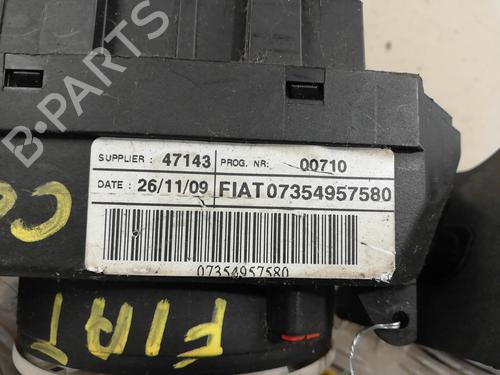 B-PARTS
SUPPLIER : 47143 PROG. NR: 00710
DATE : 26/11/09 FIAT 07354957580
07354957580
FIAT